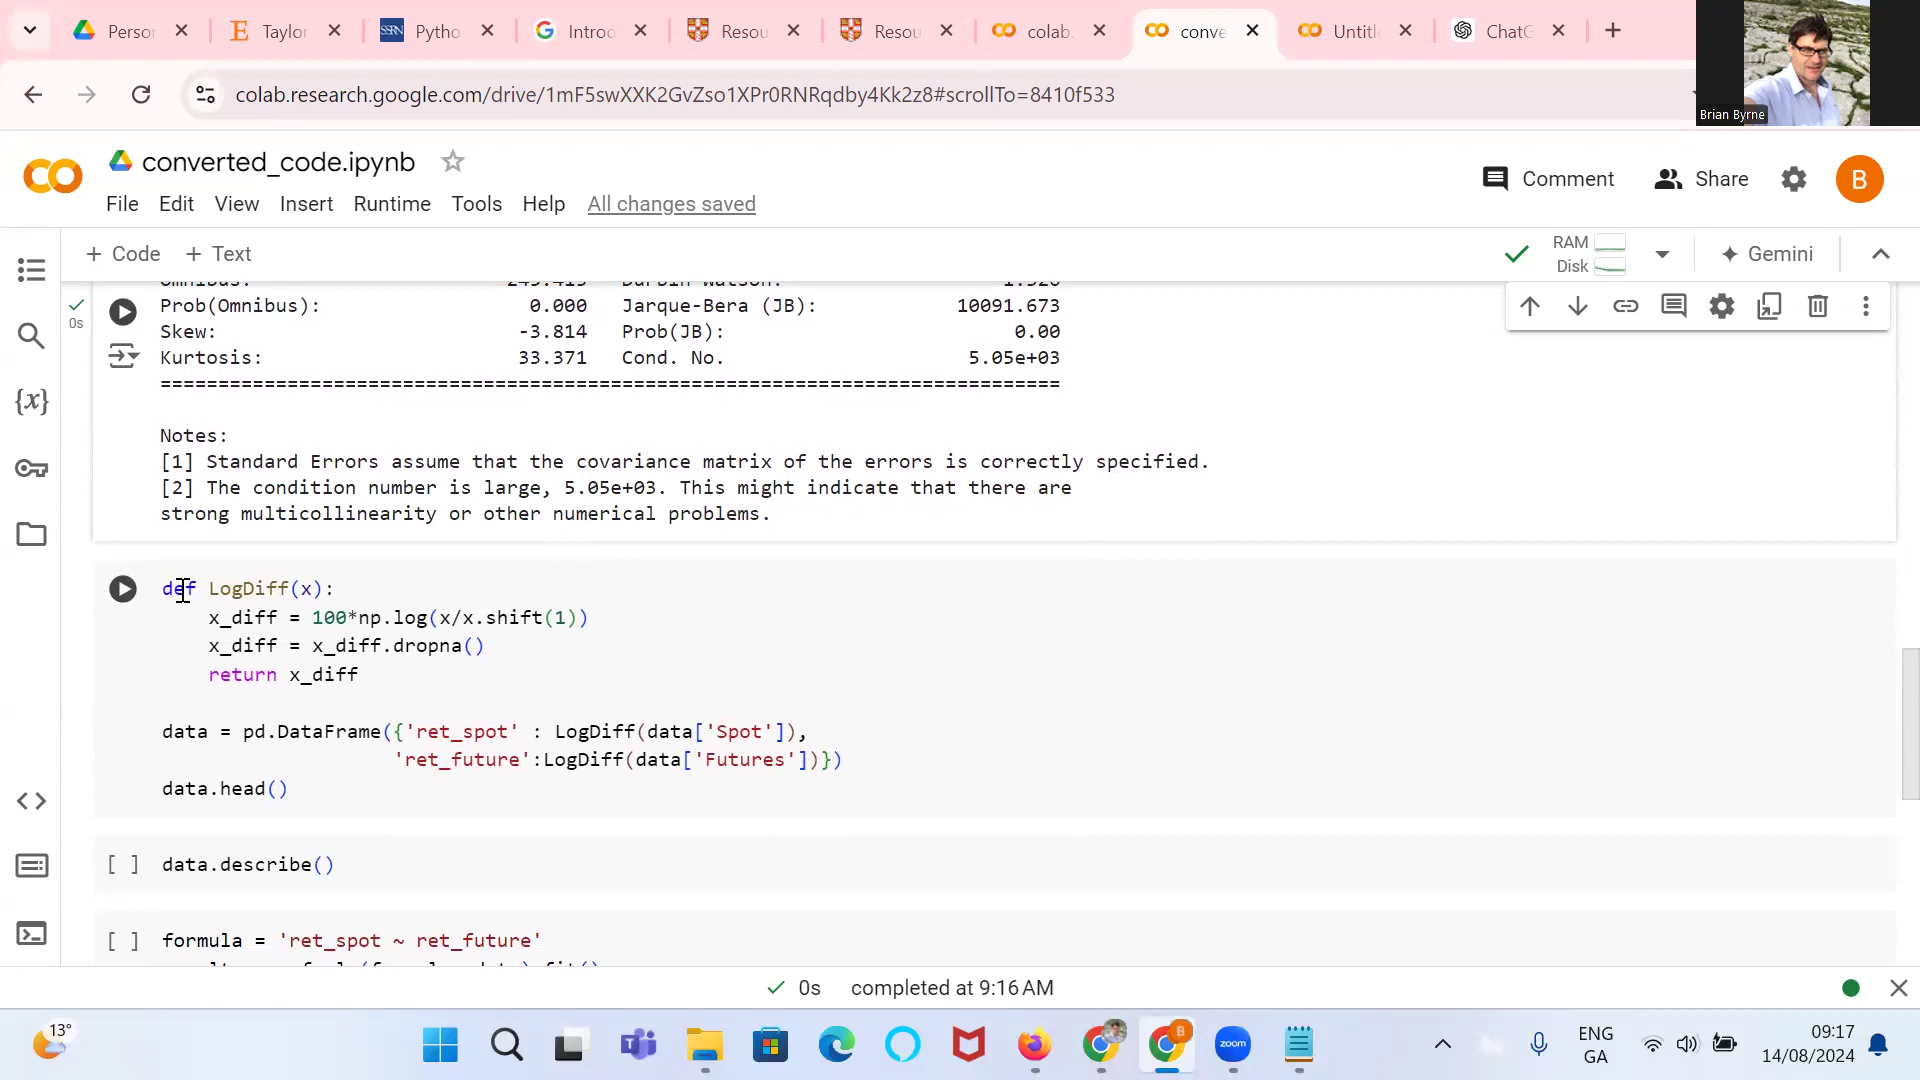 Persor
Taylor
SSRN
Pytho
Introd
Resou
Resou
colab.
conve
Untitl
ChatG
colab.research.google.com/drive/1mF5swXXK2GvZso1XPr0RNRqdby4Kk2z8#scrollTo=8410f533
Brian Byrne
converted_code.ipynb
Comment
Share
B
File Edit View Insert Runtime Tools Help All changes saved
+ Code + Text
RAM
Disk
Gemini
0s
Prob(Omnibus): 0.000 Jarque-Bera (JB): 10091.673
Skew: -3.814 Prob(JB): 0.00
Kurtosis: 33.371 Cond. No. 5.05e+03
==============================================================================
Notes:
[1] Standard Errors assume that the covariance matrix of the errors is correctly specified.
[2] The condition number is large, 5.05e+03. This might indicate that there are
strong multicollinearity or other numerical problems.
def LogDiff(x):
x_diff = 100*np.log(x/x.shift(1))
x_diff = x_diff.dropna()
return x_diff
data = pd.DataFrame({'ret_spot' : LogDiff(data['Spot']),
'ret_future':LogDiff(data['Futures'])})
data.head()
[ ] data.describe()
[ ] formula = 'ret_spot ~ ret_future'
0s completed at 9:16 AM
13°
zoom
ENG
GA
09:17
14/08/2024